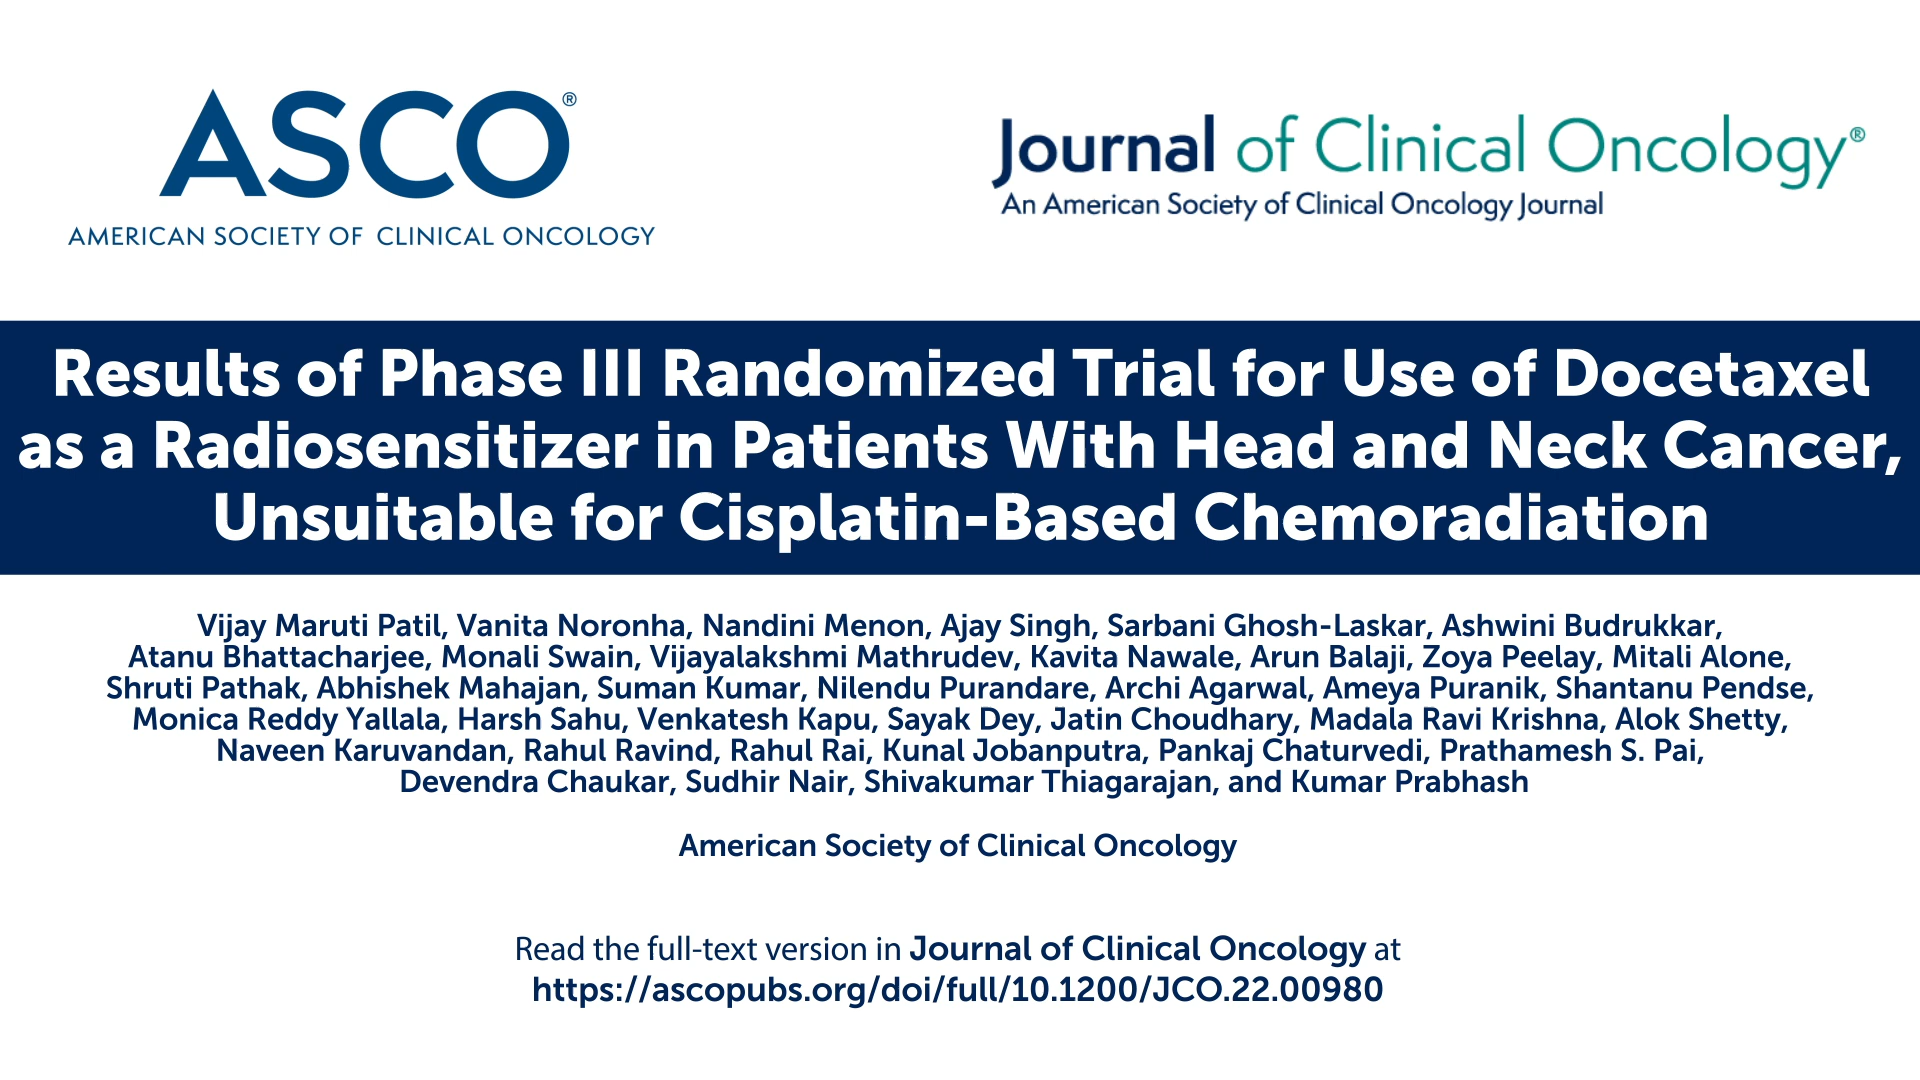 ASCO®
AMERICAN SOCIETY OF CLINICAL ONCOLOGY
Journal of Clinical Oncology®
An American Society of Clinical Oncology Journal
Results of Phase III Randomized Trial for Use of Docetaxel
as a Radiosensitizer in Patients With Head and Neck Cancer,
Unsuitable for Cisplatin-Based Chemoradiation
Vijay Maruti Patil, Vanita Noronha, Nandini Menon, Ajay Singh, Sarbani Ghosh-Laskar, Ashwini Budrukkar,
Atanu Bhattacharjee, Monali Swain, Vijayalakshmi Mathrudev, Kavita Nawale, Arun Balaji, Zoya Peelay, Mitali Alone,
Shruti Pathak, Abhishek Mahajan, Suman Kumar, Nilendu Purandare, Archi Agarwal, Ameya Puranik, Shantanu Pendse,
Monica Reddy Yallala, Harsh Sahu, Venkatesh Kapu, Sayak Dey, Jatin Choudhary, Madala Ravi Krishna, Alok Shetty,
Naveen Karuvandan, Rahul Ravind, Rahul Rai, Kunal Jobanputra, Pankaj Chaturvedi, Prathamesh S. Pai,
Devendra Chaukar, Sudhir Nair, Shivakumar Thiagarajan, and Kumar Prabhash
American Society of Clinical Oncology
Read the full-text version in Journal of Clinical Oncology at
https://ascopubs.org/doi/full/10.1200/JCO.22.00980